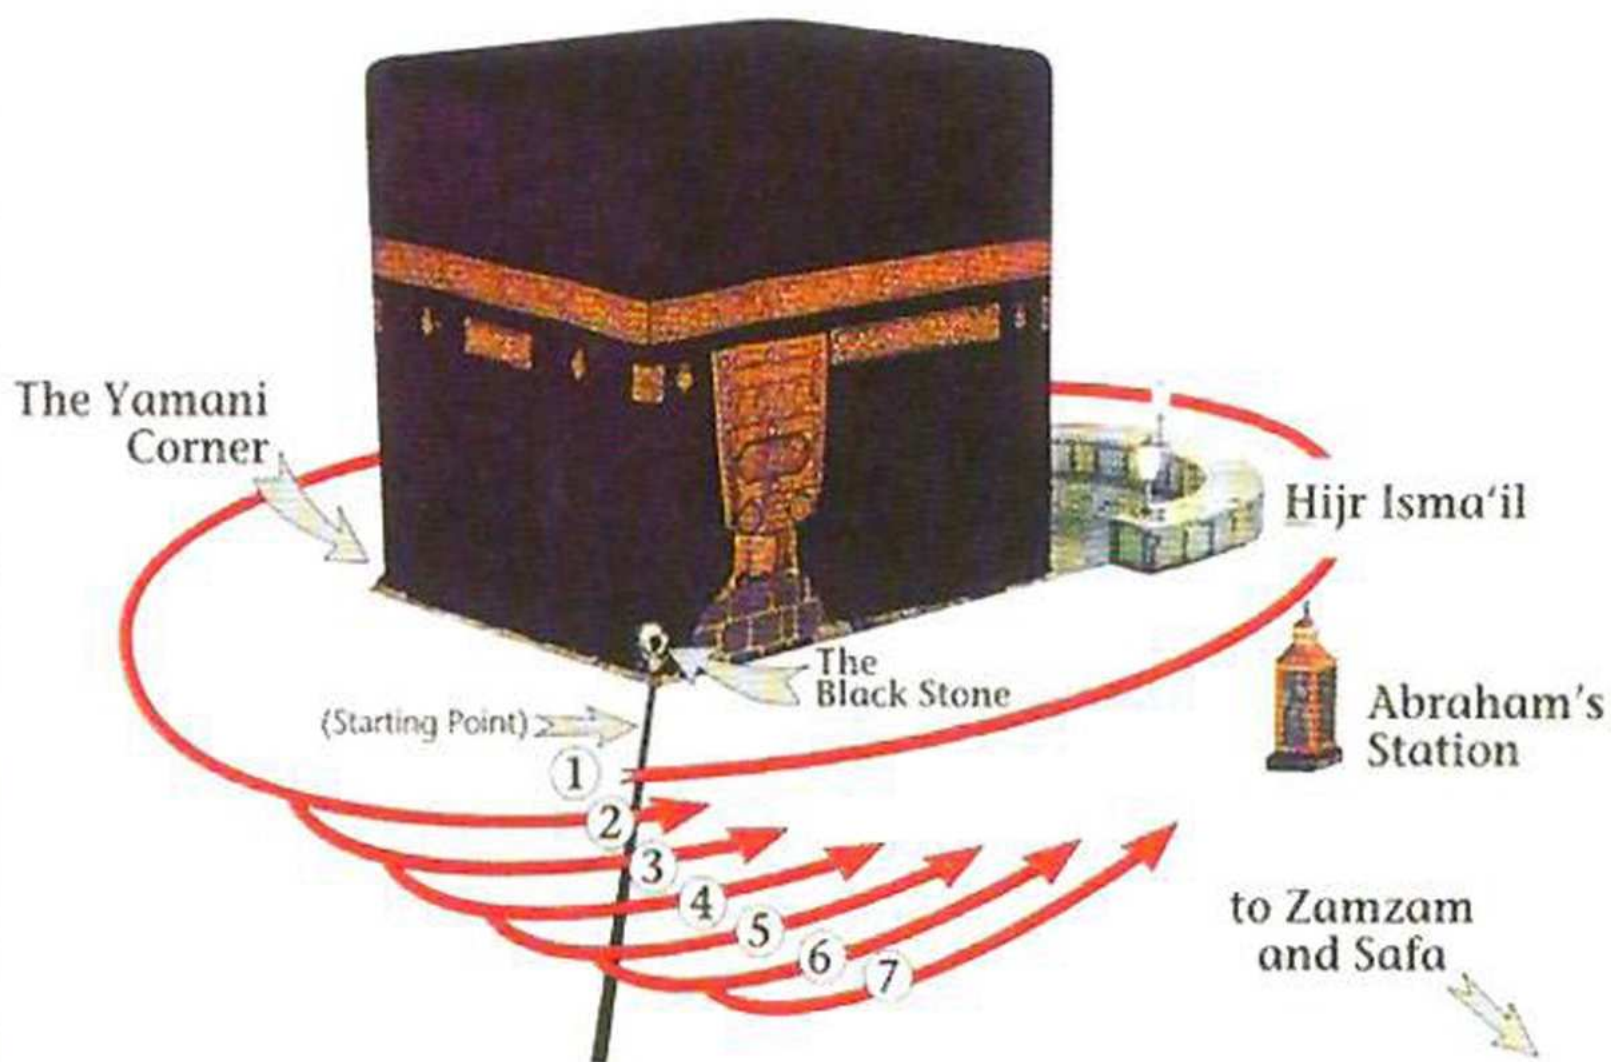 The Yamani
Corner
Hijr Isma‘il
The
Black Stone
(Starting Point)
Abraham's
Station
1
2
3
4
5
6
7
to Zamzam
and Safa